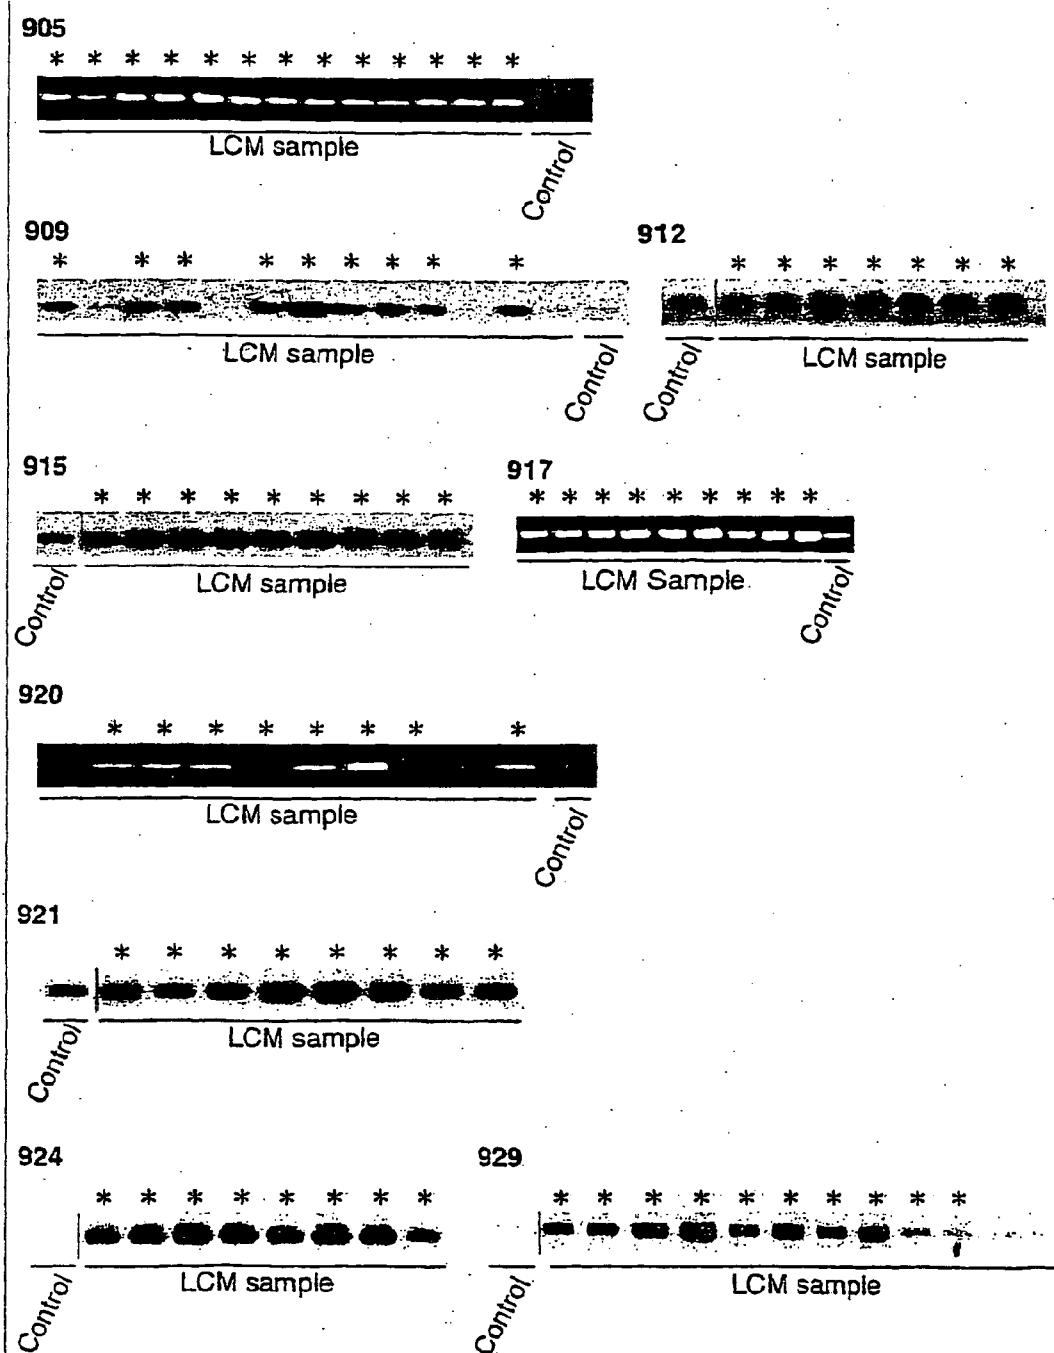 905
* * * * * * * * * * * * *
LCM sample
Control
909
* * * * * * * * *
LCM sample
Control
912
* * * * * * *
Control
LCM sample
915
* * * * * * * * *
Control
LCM sample
917
* * * * * * * * *
LCM Sample
Control
920
* * * * * * * *
LCM sample
Control
921
* * * * * * * *
Control
LCM sample
924
* * * * * * * *
Control
LCM sample
929
* * * * * * * * * *
Control
LCM sample